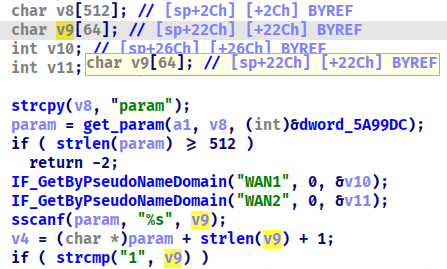 char v8[512]; // [sp+2Ch] [+2Ch] BYREF
char v9[64]; // [sp+22Ch] [+22Ch] BYREF
int v10; // [sp+26Ch] [+26Ch] BYREF
int v11;
char v9[64]; // [sp+22Ch] [+22Ch] BYREF
strcpy(v8, "param");
param = get_param(a1, v8, (int)&dword_5A99DC);
if ( strlen(param) >= 512 )
return -2;
IF_GetByPseudoNameDomain("WAN1", 0, &v10);
IF_GetByPseudoNameDomain("WAN2", 0, &v11);
sscanf(param, "%s", v9);
v4 = (char *)param + strlen(v9) + 1;
if ( strcmp("1", v9) )